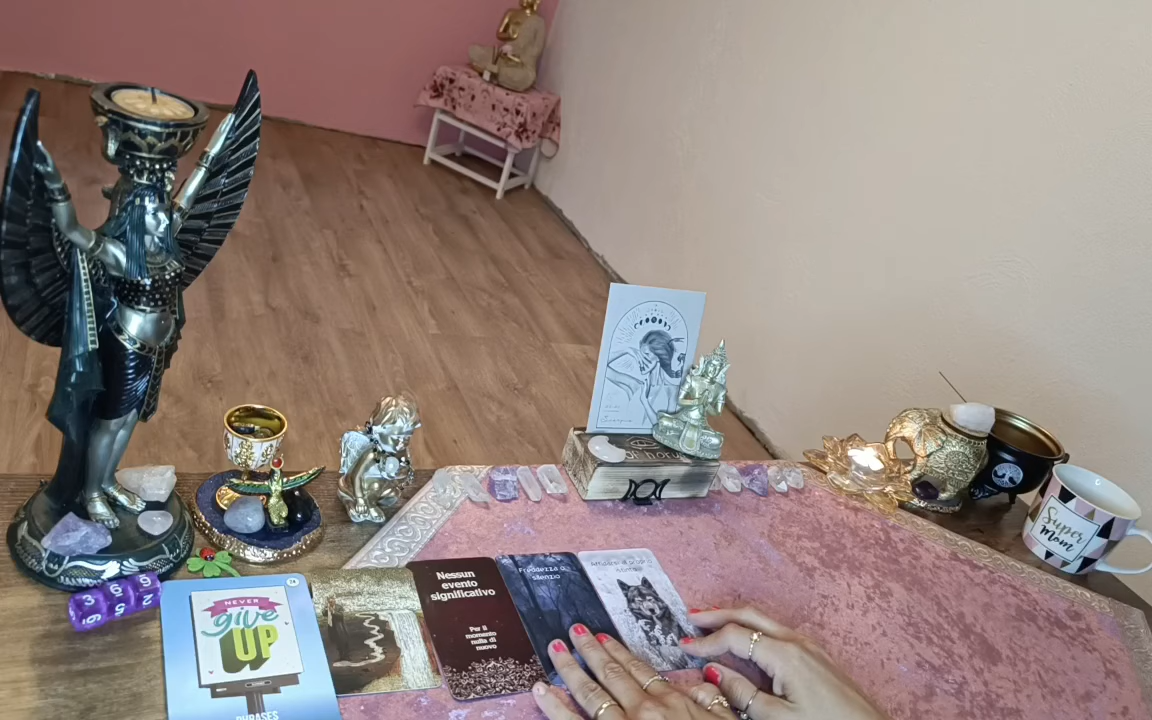 Super
Mom
NEVER
give
UP
PHRASES
Nessun
evento
significativo
Per il
momento
nulla di
nuovo
Freddezza o
silenzio